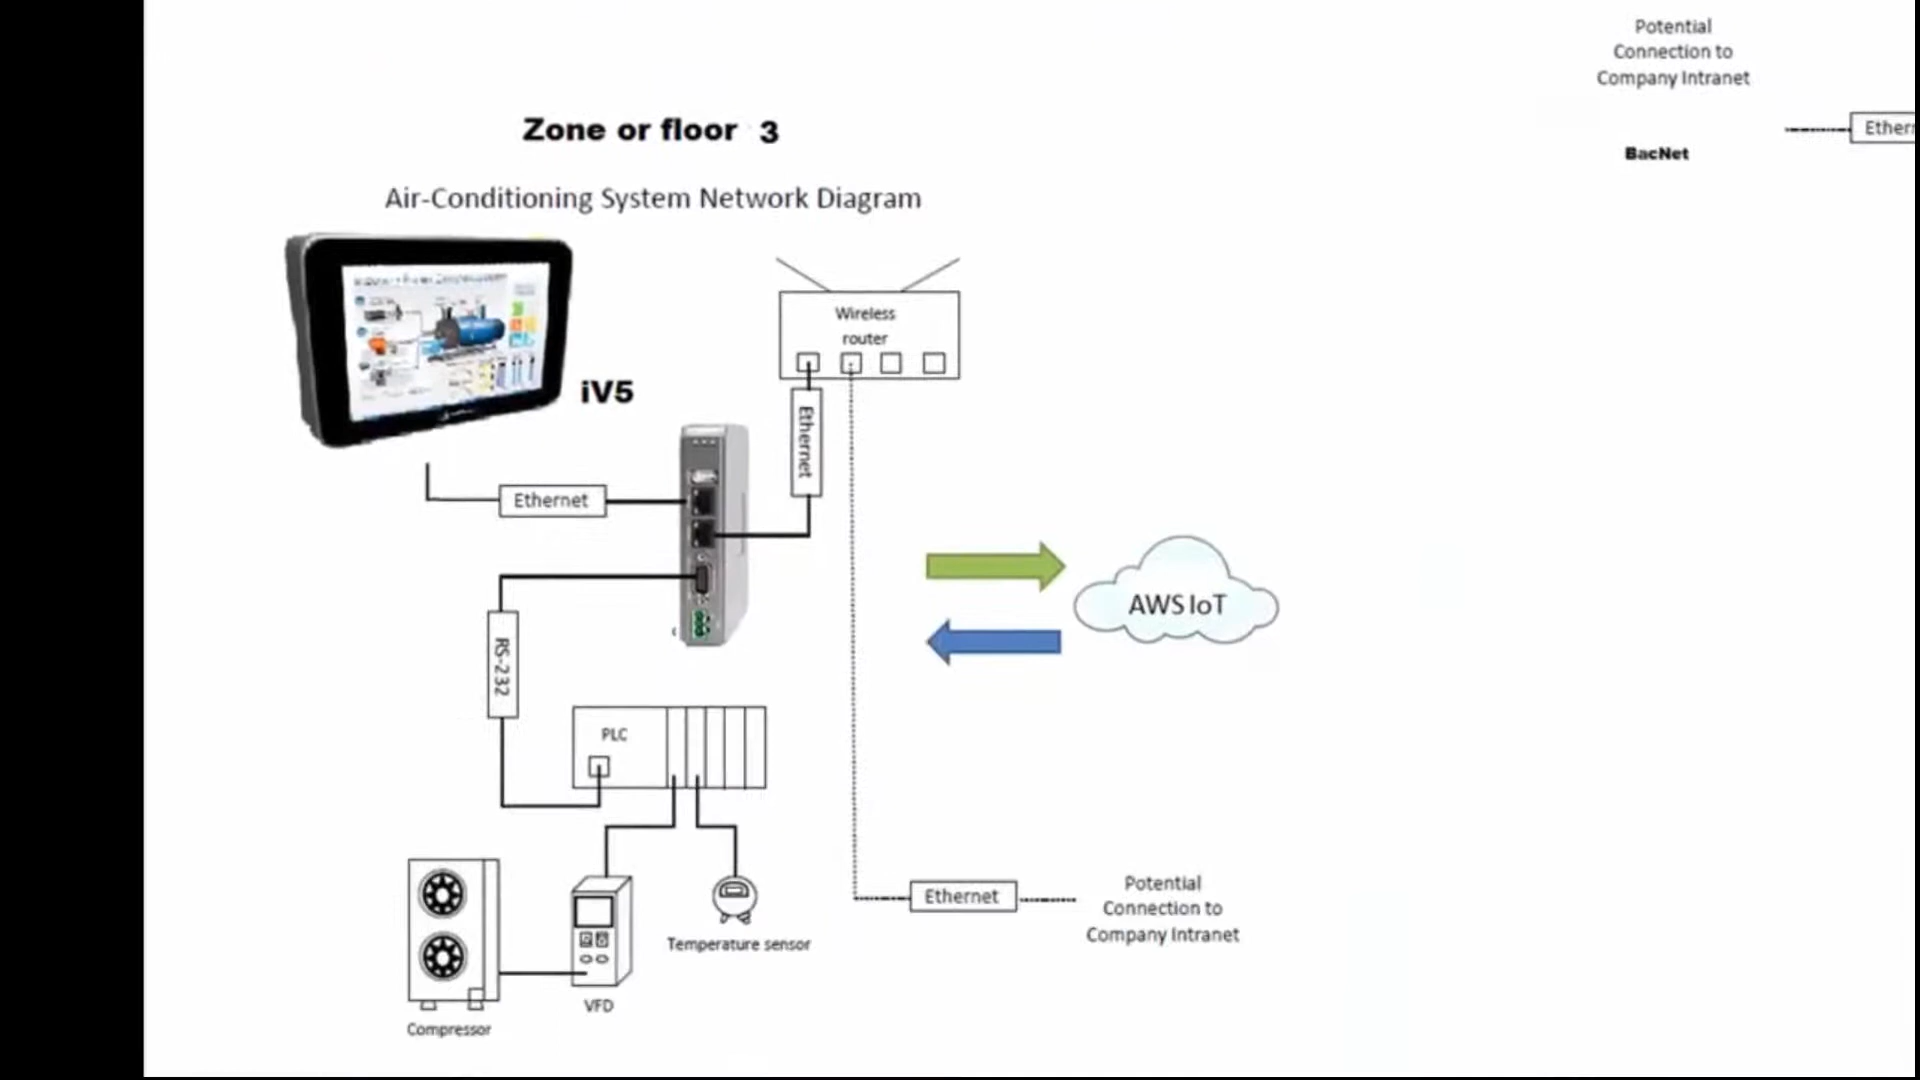 Potential
Connection to
Company Intranet
Ether
BacNet
Zone or floor 3
Air-Conditioning System Network Diagram
Wireless
router
iV5
Ethernet
Ethernet
AWS IoT
RS-232
PLC
Ethernet
Potential
Connection to
Company Intranet
Temperature sensor
VFD
Compressor